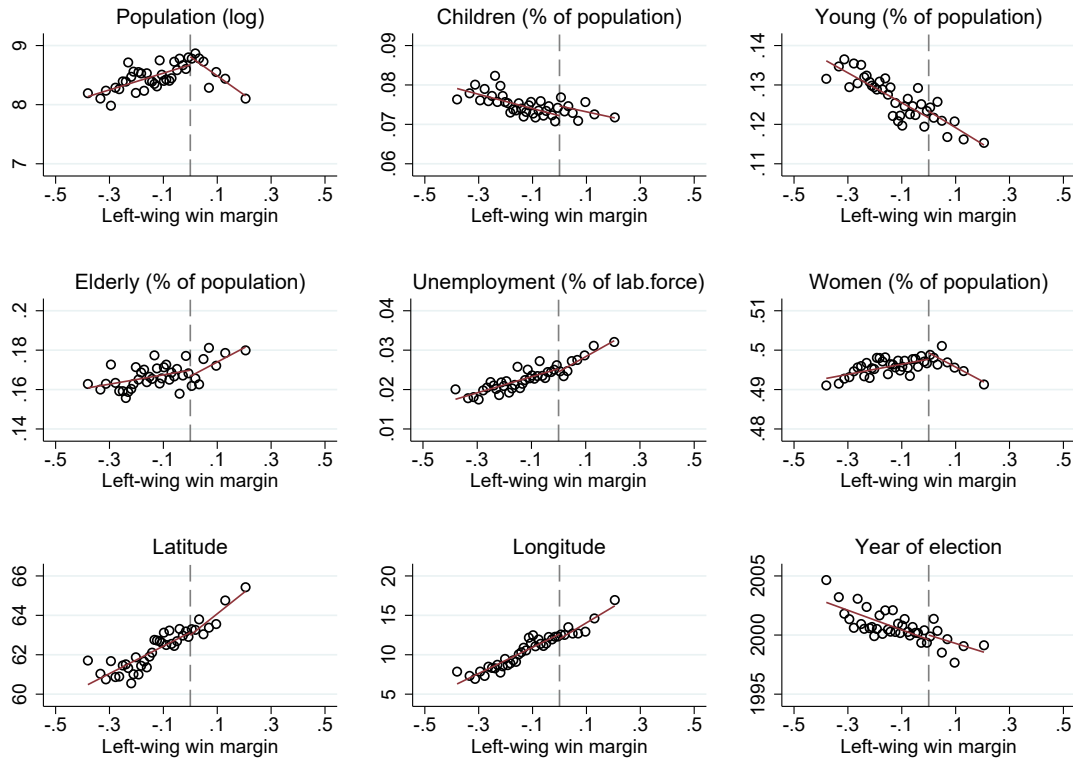 Population (log)
9
8
7
-.5 -.3 -.1 .1 .3 .5
Left-wing win margin
Children (% of population)
.09
.08
.07
.06
-.5 -.3 -.1 .1 .3 .5
Left-wing win margin
Young (% of population)
.14
.13
.12
.11
-.5 -.3 -.1 .1 .3 .5
Left-wing win margin
Elderly (% of population)
.2
.18
.16
.14
-.5 -.3 -.1 .1 .3 .5
Left-wing win margin
Unemployment (% of lab.force)
.04
.03
.02
.01
-.5 -.3 -.1 .1 .3 .5
Left-wing win margin
Women (% of population)
.51
.5
.49
.48
-.5 -.3 -.1 .1 .3 .5
Left-wing win margin
Latitude
66
64
62
60
-.5 -.3 -.1 .1 .3 .5
Left-wing win margin
Longitude
20
15
10
5
-.5 -.3 -.1 .1 .3 .5
Left-wing win margin
Year of election
2005
2000
1995
-.5 -.3 -.1 .1 .3 .5
Left-wing win margin